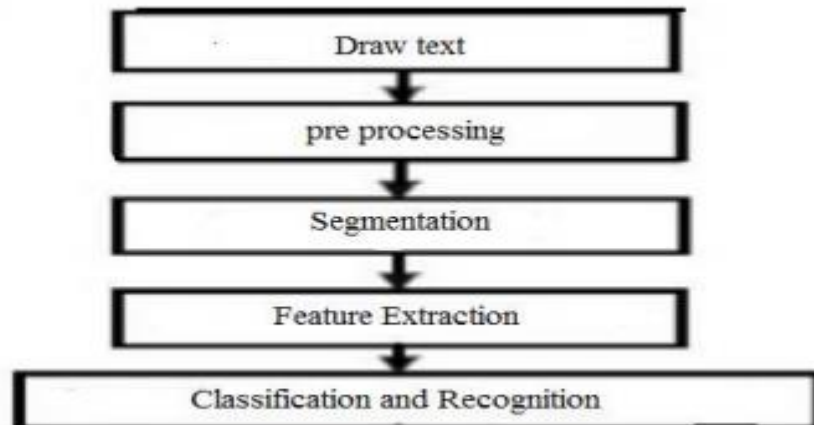 Draw text
pre processing
Segmentation
Feature Extraction
Classification and Recognition